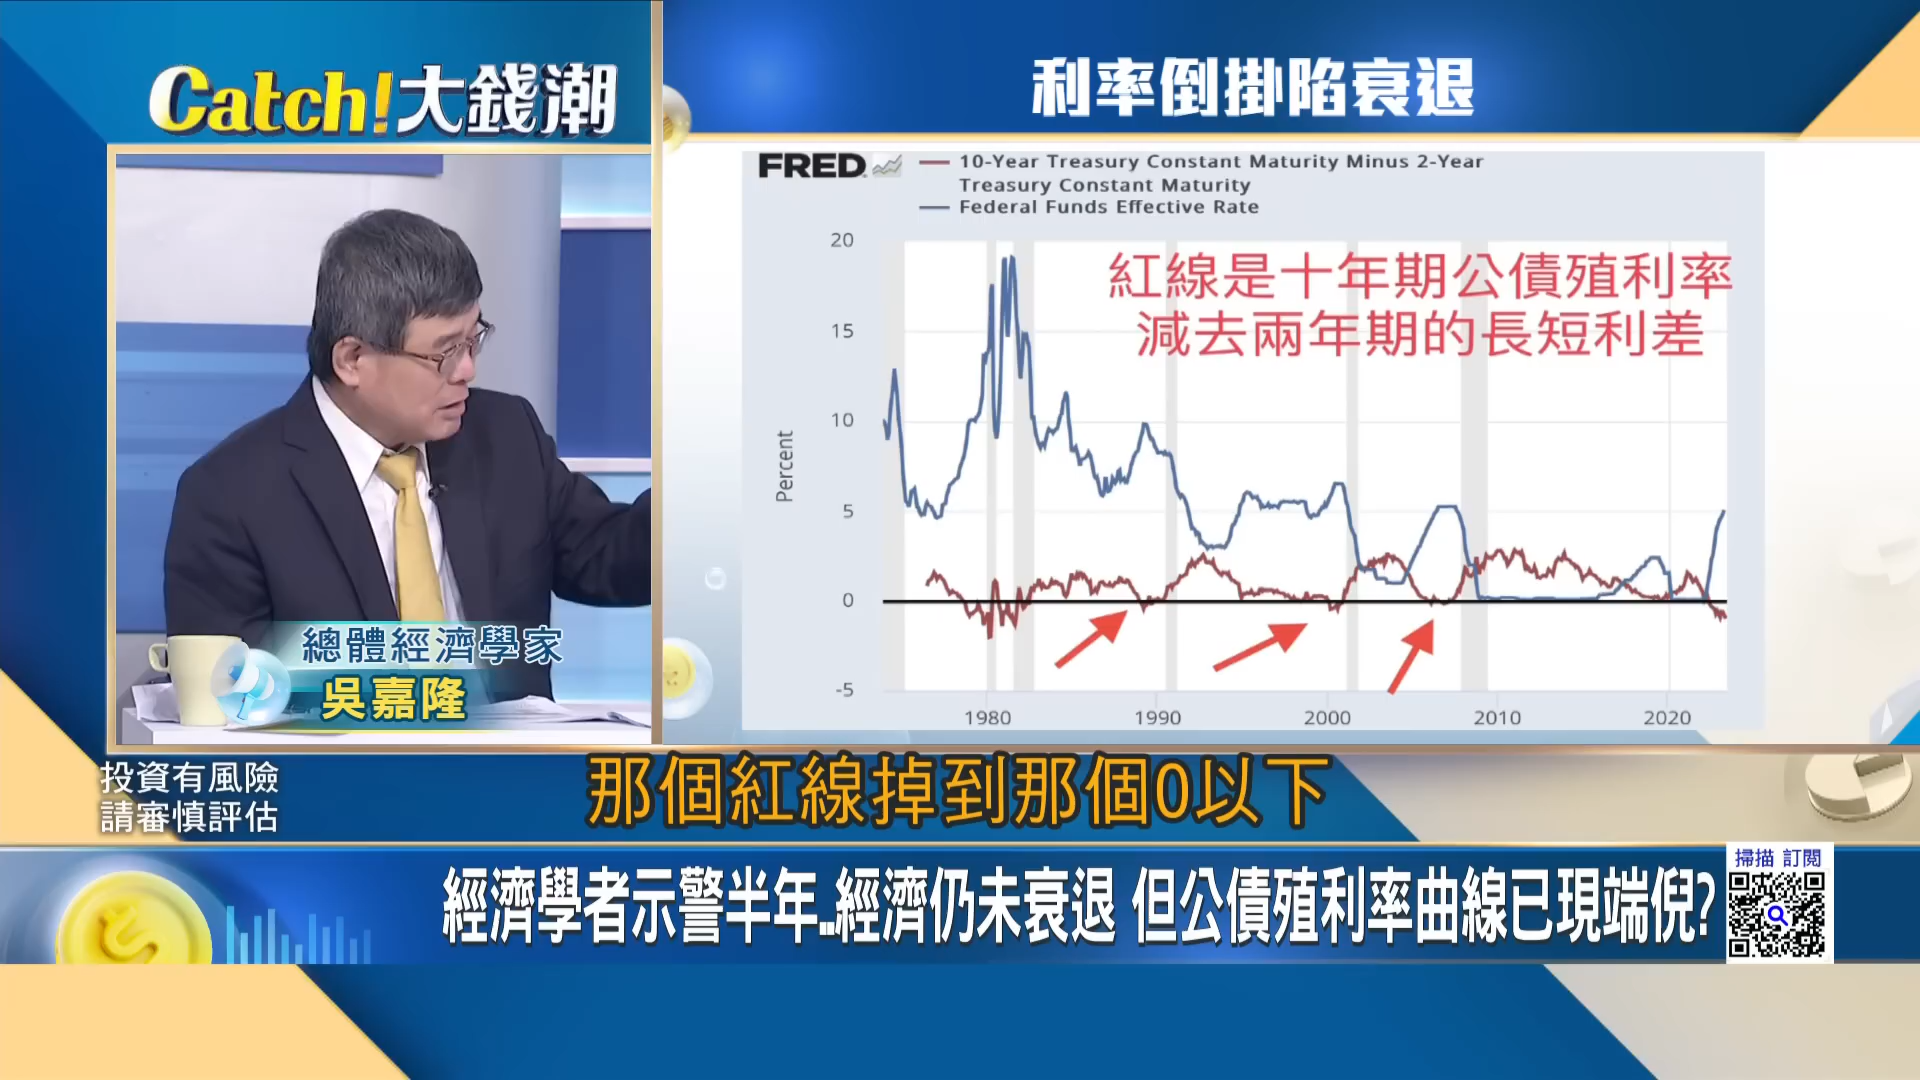 Catch!大錢潮
利率倒掛陷衰退
FRED
10-Year Treasury Constant Maturity Minus 2-Year
Treasury Constant Maturity
Federal Funds Effective Rate
紅線是十年期公債殖利率
減去兩年期的長短利差
Percent
20
15
10
5
0
-5
1980
1990
2000
2010
2020
總體經濟學家
吳嘉隆
投資有風險
請審慎評估
那個紅線掉到那個0以下
經濟學者示警半年..經濟仍未衰退 但公債殖利率曲線已現端倪?
掃描 訂閱